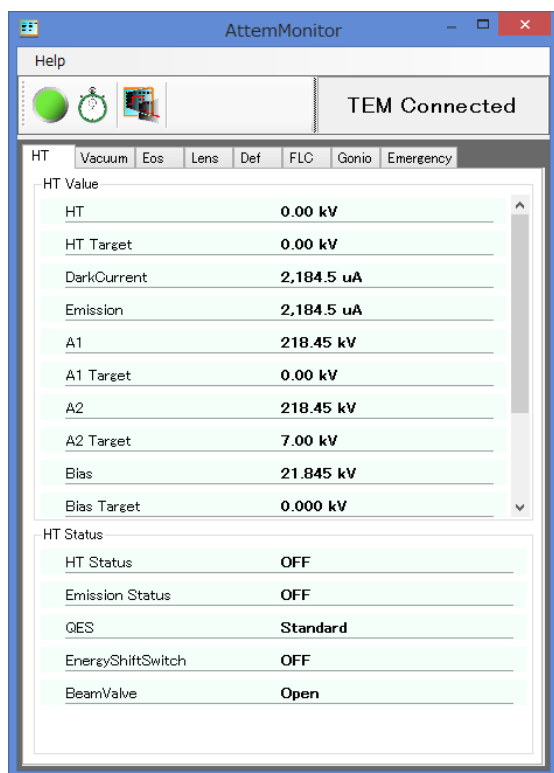 AttemMonitor
Help
TEM Connected
HT Vacuum Eos Lens Def FLC Gonio Emergency
HT Value
HT 0.00 kV
HT Target 0.00 kV
DarkCurrent 2,184.5 uA
Emission 2,184.5 uA
A1 218.45 kV
A1 Target 0.00 kV
A2 218.45 kV
A2 Target 7.00 kV
Bias 21.845 kV
Bias Target 0.000 kV
HT Status
HT Status OFF
Emission Status OFF
QES Standard
EnergyShiftSwitch OFF
BeamValve Open